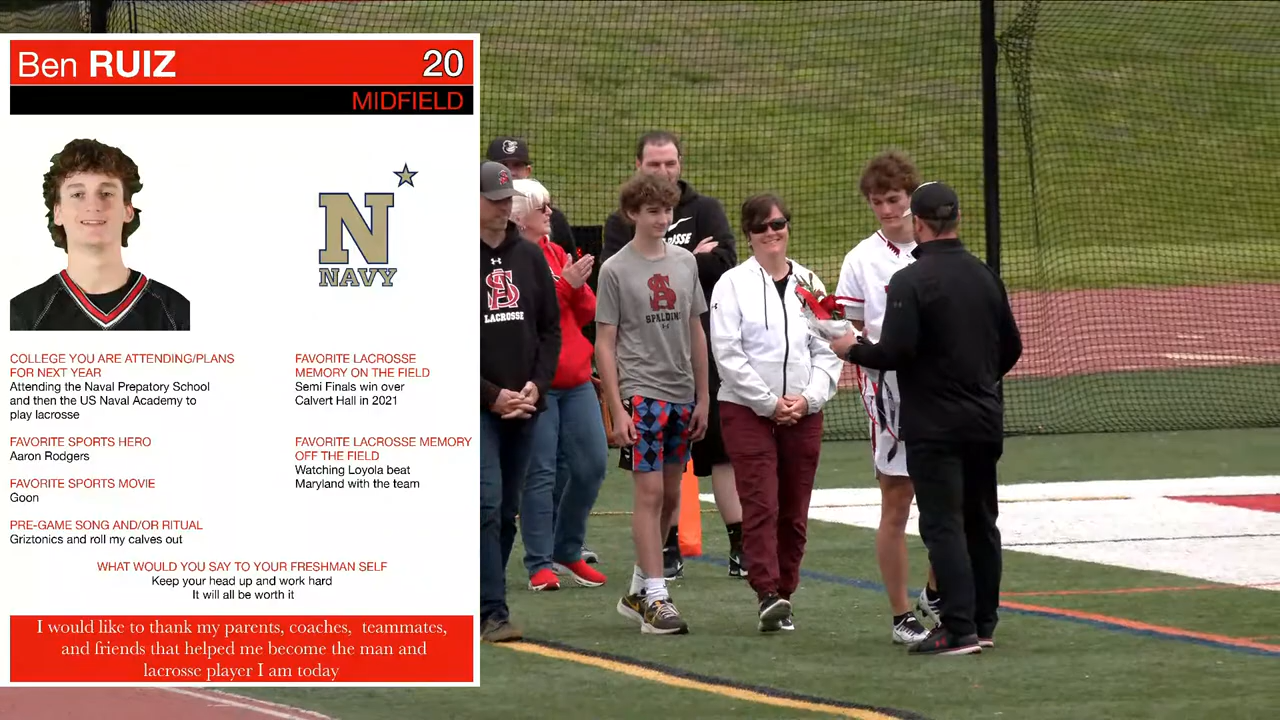 Ben RUIZ 20
MIDFIELD
N
NAVY
COLLEGE YOU ARE ATTENDING/PLANS
FOR NEXT YEAR
Attending the Naval Prepatory School
and then the US Naval Academy to
play lacrosse
FAVORITE SPORTS HERO
Aaron Rodgers
FAVORITE SPORTS MOVIE
Goon
PRE-GAME SONG AND/OR RITUAL
Griztonics and roll my calves out
FAVORITE LACROSSE
MEMORY ON THE FIELD
Semi Finals win over
Calvert Hall in 2021
FAVORITE LACROSSE MEMORY
OFF THE FIELD
Watching Loyola beat
Maryland with the team
WHAT WOULD YOU SAY TO YOUR FRESHMAN SELF
Keep your head up and work hard
It will all be worth it
I would like to thank my parents, coaches, teammates,
and friends that helped me become the man and
lacrosse player I am today
LACROSSE
SPALDING